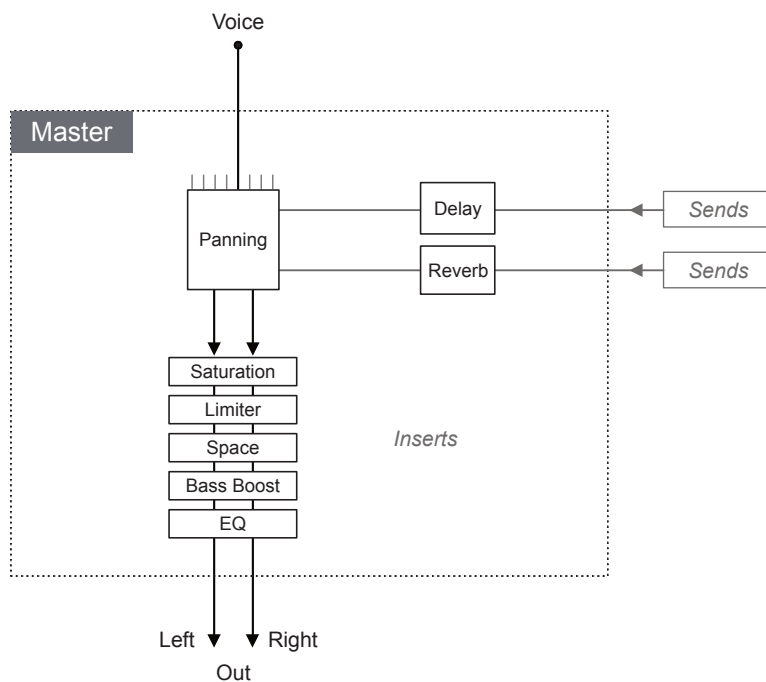 Voice
Master
Delay
Sends
Panning
Reverb
Sends
Saturation
Limiter
Inserts
Space
Bass Boost
EQ
Left
Right
Out